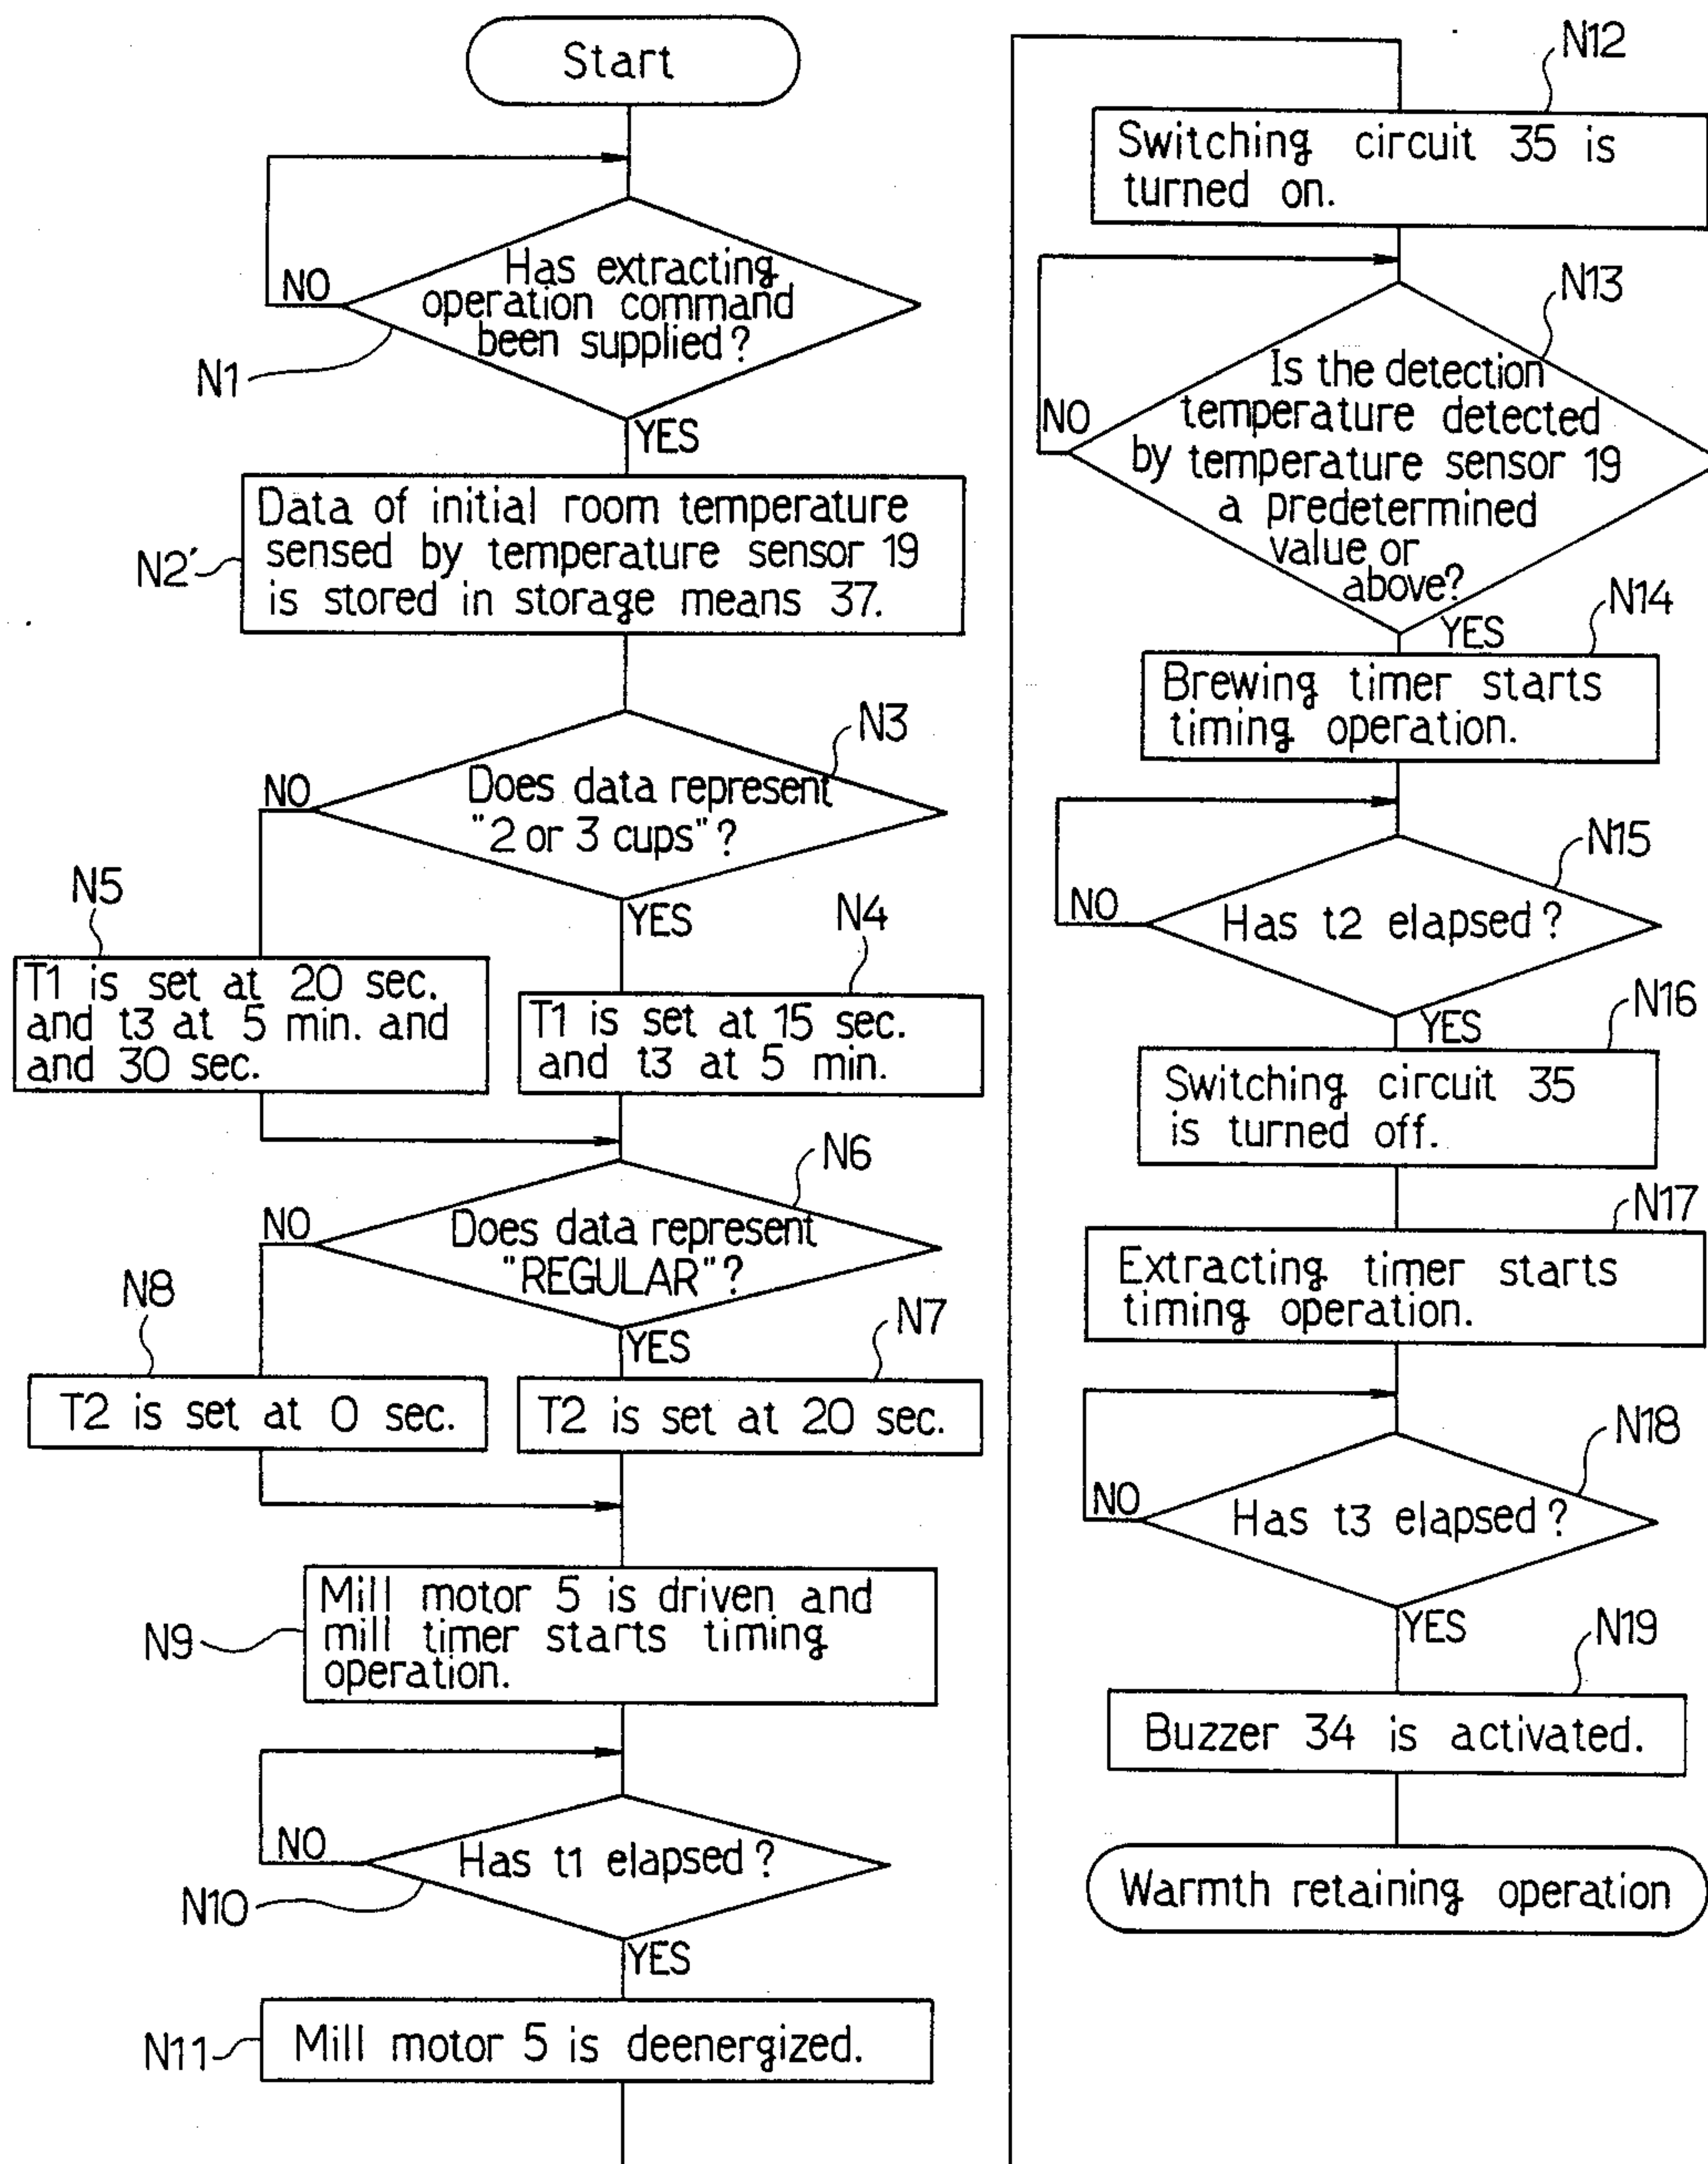 Start
NO
Has extracting
operation command
been supplied?
N1
YES
Data of initial room temperature
sensed by temperature sensor 19
is stored in storage means 37.
N2'
N3
NO
Does data represent
"2 or 3 cups"?
YES
N5
N4
T1 is set at 20 sec.
and t3 at 5 min. and
and 30 sec.
T1 is set at 15 sec.
and t3 at 5 min.
N6
NO
Does data represent
"REGULAR"?
YES
N8
N7
T2 is set at 0 sec.
T2 is set at 20 sec.
Mill motor 5 is driven and
mill timer starts timing
operation.
N9
NO
Has t1 elapsed?
N10
YES
Mill motor 5 is deenergized.
N11
N12
Switching circuit 35 is
turned on.
N13
NO
Is the detection
temperature detected
by temperature sensor 19
a predetermined
value or
above?
YES
N14
Brewing timer starts
timing operation.
N15
NO
Has t2 elapsed?
YES
N16
Switching circuit 35
is turned off.
N17
Extracting timer starts
timing operation.
N18
NO
Has t3 elapsed?
YES
N19
Buzzer 34 is activated.
Warmth retaining operation